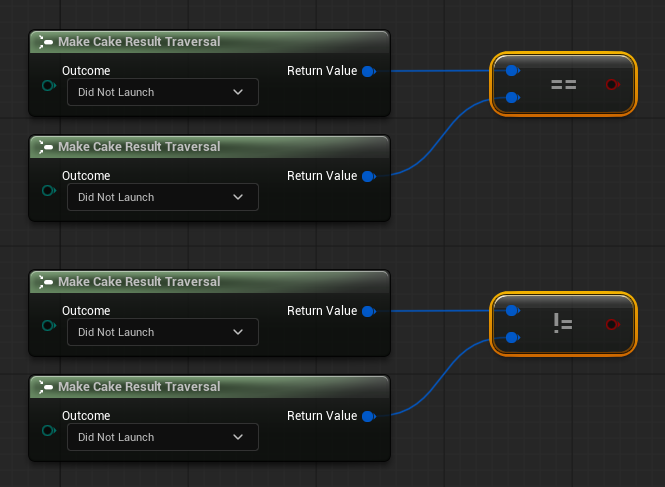 Make Cake Result Traversal
Outcome
Return Value
Did Not Launch
==
Make Cake Result Traversal
Outcome
Return Value
Did Not Launch
Make Cake Result Traversal
Outcome
Return Value
Did Not Launch
!=
Make Cake Result Traversal
Outcome
Return Value
Did Not Launch